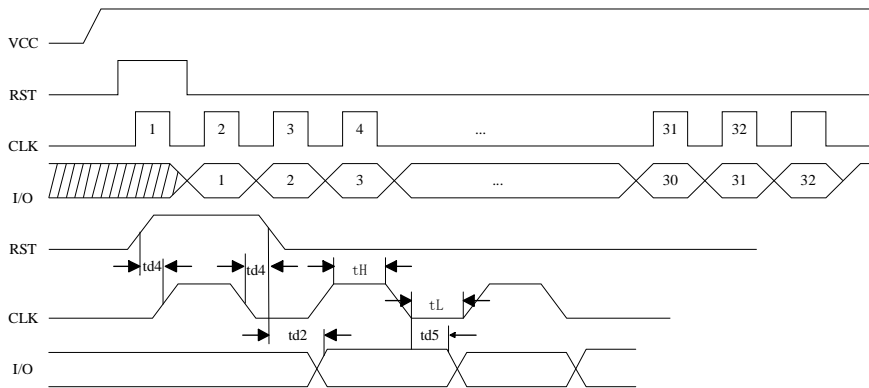 VCC
RST
CLK 1 2 3 4 ... 31 32
I/O 1 2 3 ... 30 31 32
RST
td4 td4 tH
CLK tL
td2 td5
I/O